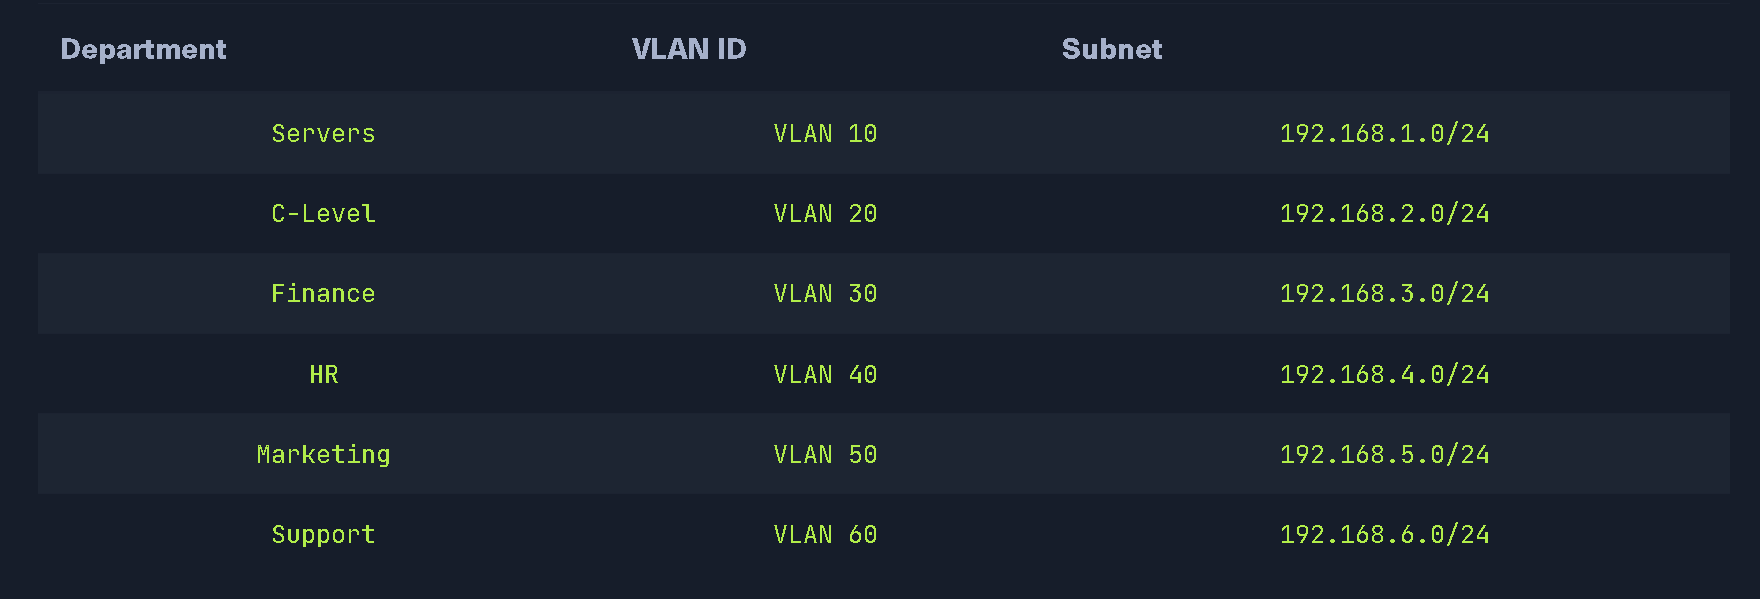 Department VLAN ID Subnet
Servers VLAN 10 192.168.1.0/24
C-Level VLAN 20 192.168.2.0/24
Finance VLAN 30 192.168.3.0/24
HR VLAN 40 192.168.4.0/24
Marketing VLAN 50 192.168.5.0/24
Support VLAN 60 192.168.6.0/24